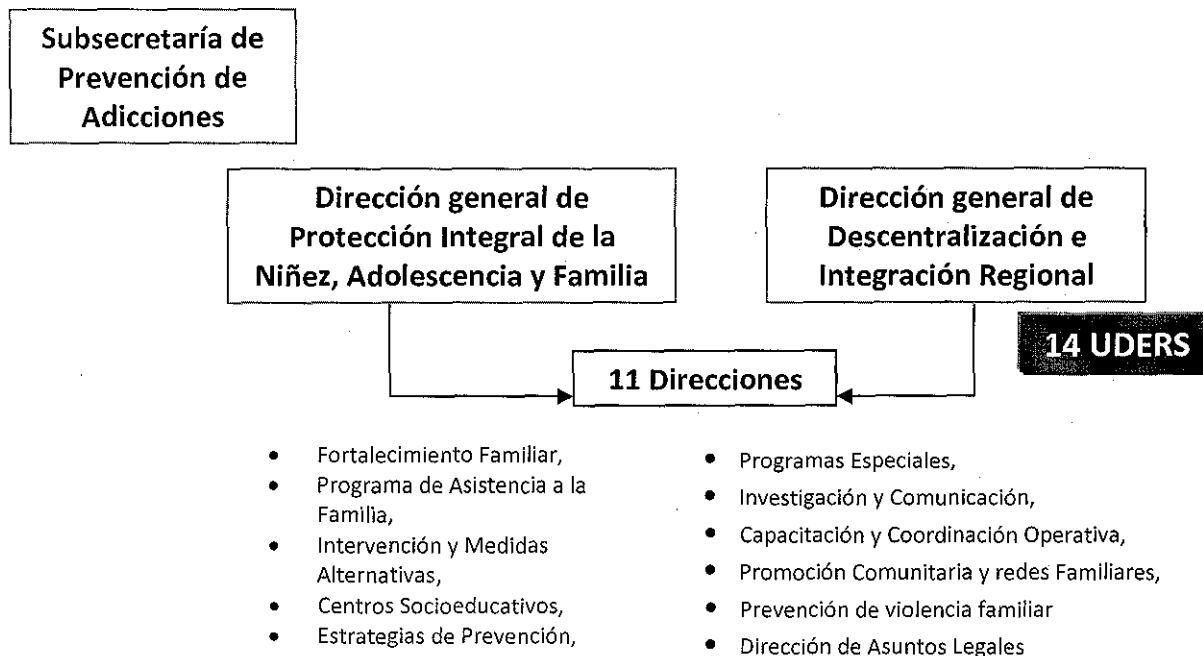 Subsecretaría de
Prevención de
Adicciones
Dirección general de
Protección Integral de la
Niñez, Adolescencia y Familia
Dirección general de
Descentralización e
Integración Regional
14 UDERS
11 Direcciones
• Fortalecimiento Familiar,
• Programa de Asistencia a la
Familia,
• Intervención y Medidas
Alternativas,
• Centros Socioeducativos,
• Estrategias de Prevención,
• Programas Especiales,
• Investigación y Comunicación,
• Capacitación y Coordinación Operativa,
• Promoción Comunitaria y redes Familiares,
• Prevención de violencia familiar
• Dirección de Asuntos Legales